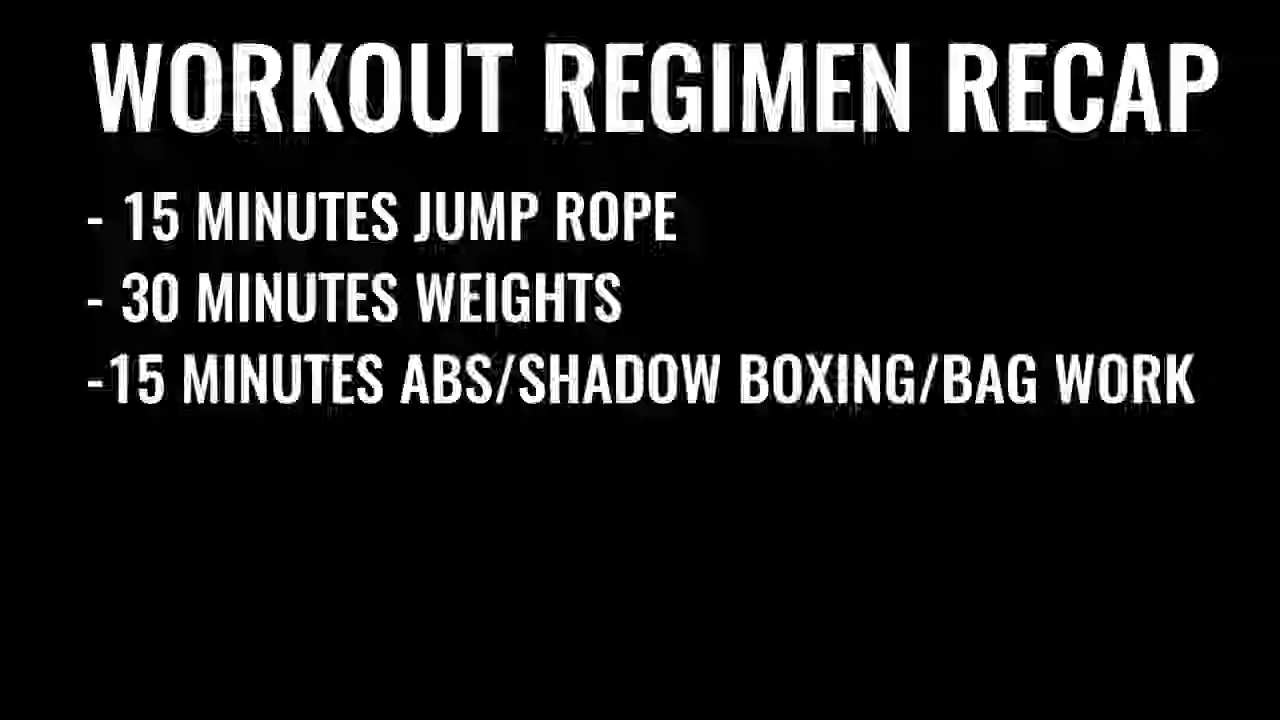 WORKOUT REGIMEN RECAP
- 15 MINUTES JUMP ROPE
- 30 MINUTES WEIGHTS
-15 MINUTES ABS/SHADOW BOXING/BAG WORK